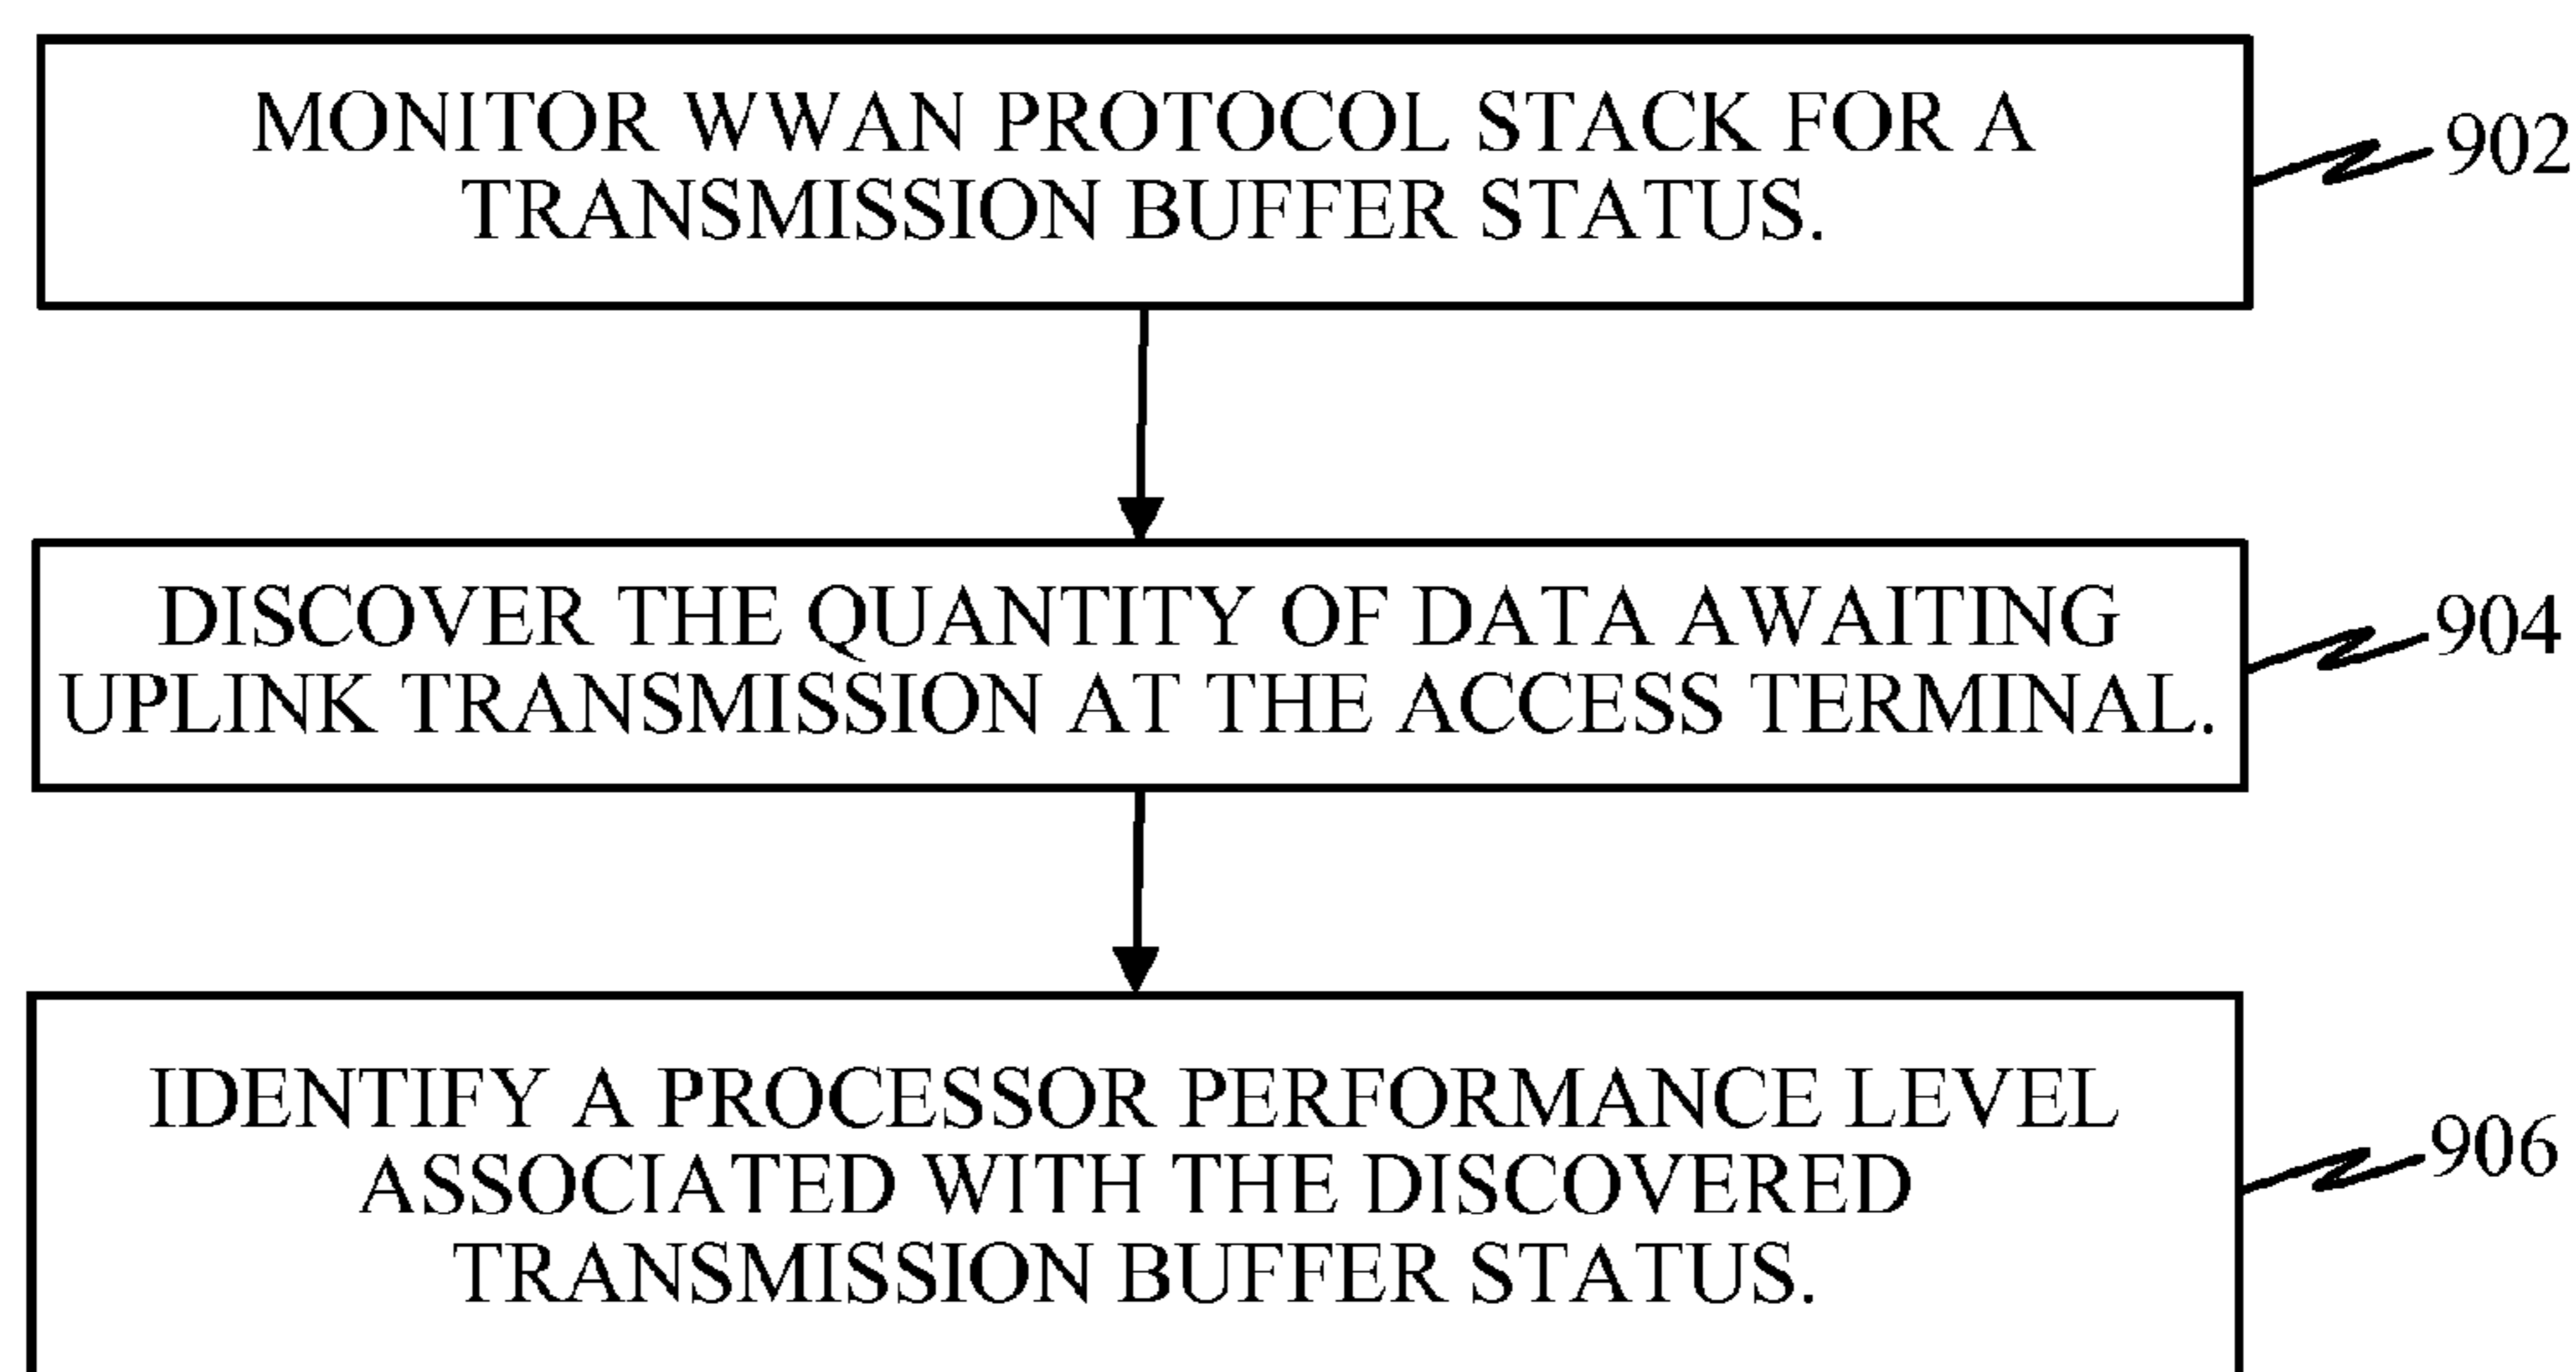 MONITOR WWAN PROTOCOL STACK FOR A
TRANSMISSION BUFFER STATUS.
902
DISCOVER THE QUANTITY OF DATA AWAITING
UPLINK TRANSMISSION AT THE ACCESS TERMINAL.
904
IDENTIFY A PROCESSOR PERFORMANCE LEVEL
ASSOCIATED WITH THE DISCOVERED
TRANSMISSION BUFFER STATUS.
906